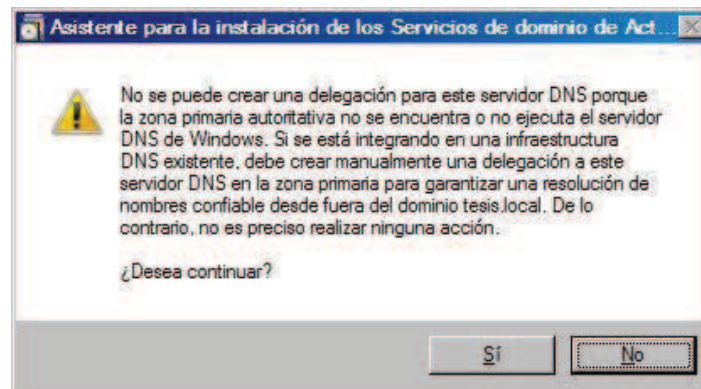 Asistente para la instalación de los Servicios de dominio de Act...
No se puede crear una delegación para este servidor DNS porque
la zona primaria autoritativa no se encuentra o no ejecuta el servidor
DNS de Windows. Si se está integrando en una infraestructura
DNS existente, debe crear manualmente una delegación a este
servidor DNS en la zona primaria para garantizar una resolución de
nombres confiable desde fuera del dominio tesis.local. De lo
contrario, no es preciso realizar ninguna acción.
¿Desea continuar?
Sí No